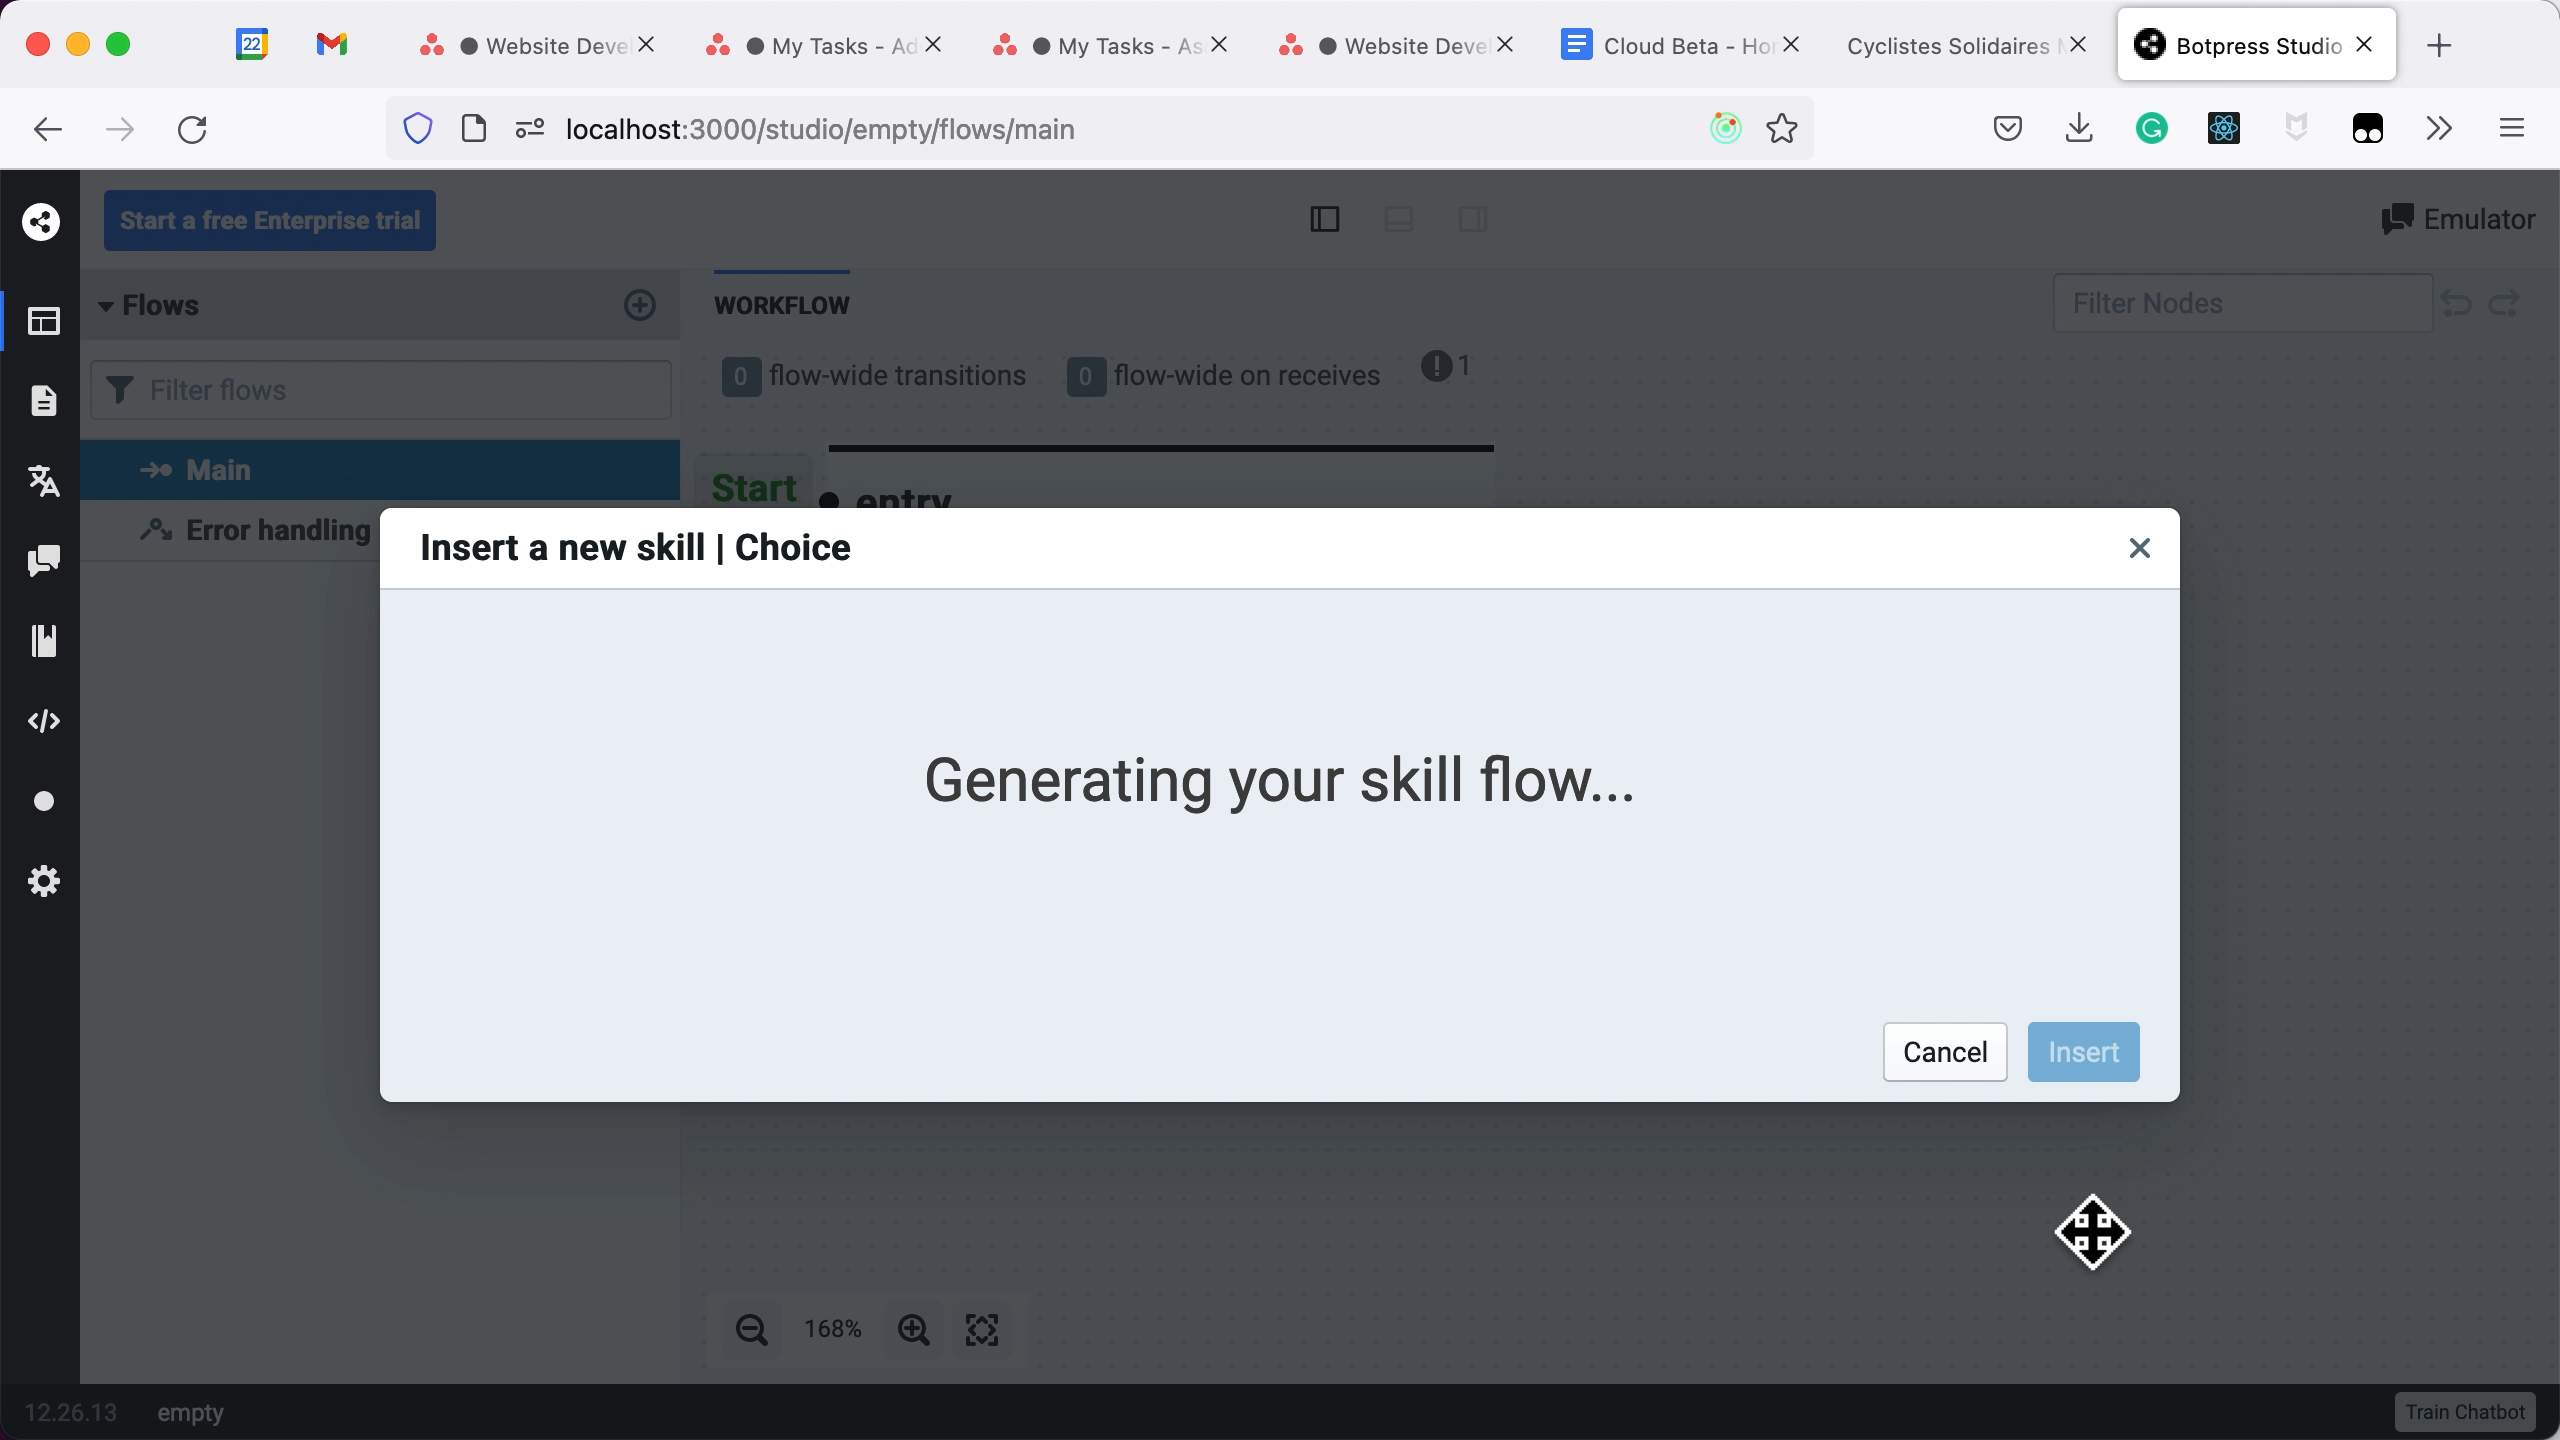 22
Website Deve
My Tasks - Ad
My Tasks - As
Website Devel
Cloud Beta - Hor
Cyclistes Solidaires
Botpress Studio
localhost:3000/studio/empty/flows/main
Start a free Enterprise trial
Emulator
Flows
WORKFLOW
Filter Nodes
Filter flows
0 flow-wide transitions
0 flow-wide on receives
1
Main
Start
entry
Error handling
Insert a new skill | Choice
Generating your skill flow...
Cancel
Insert
168%
12.26.13
empty
Train Chatbot